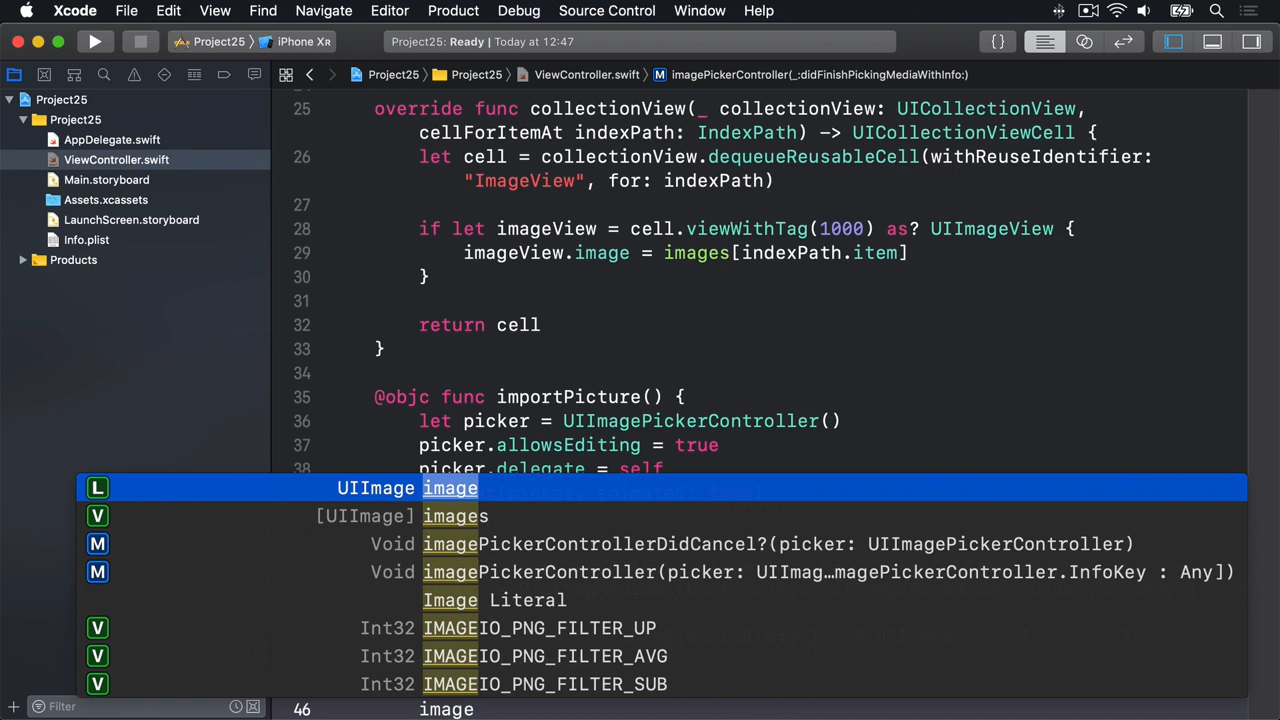 Xcode File Edit View Find Navigate Editor Product Debug Source Control Window Help
Project25 iPhone XR Project25: Ready | Today at 12:47
Project25 Project25 ViewController.swift M imagePickerController(_:didFinishPickingMediaWithInfo:)
Project25
Project25
AppDelegate.swift
ViewController.swift
Main.storyboard
Assets.xcassets
LaunchScreen.storyboard
Info.plist
Products
Filter
25 override func collectionView(_ collectionView: UICollectionView,
cellForItemAt indexPath: IndexPath) -> UICollectionViewCell {
26 let cell = collectionView.dequeueReusableCell(withReuseIdentifier:
"ImageView", for: indexPath)
27
28 if let imageView = cell.viewWithTag(1000) as? UIImageView {
29 imageView.image = images[indexPath.item]
30 }
31
32 return cell
33 }
34
35 @objc func importPicture() {
36 let picker = UIImagePickerController()
37 picker.allowsEditing = true
38 picker.delegate = self
L UIImage image
V [UIImage] images
M Void imagePickerControllerDidCancel?(picker: UIImagePickerController)
M Void imagePickerController(picker: UIImag…magePickerController.InfoKey : Any])
Image Literal
V Int32 IMAGEIO_PNG_FILTER_UP
V Int32 IMAGEIO_PNG_FILTER_AVG
V Int32 IMAGEIO_PNG_FILTER_SUB
46 image